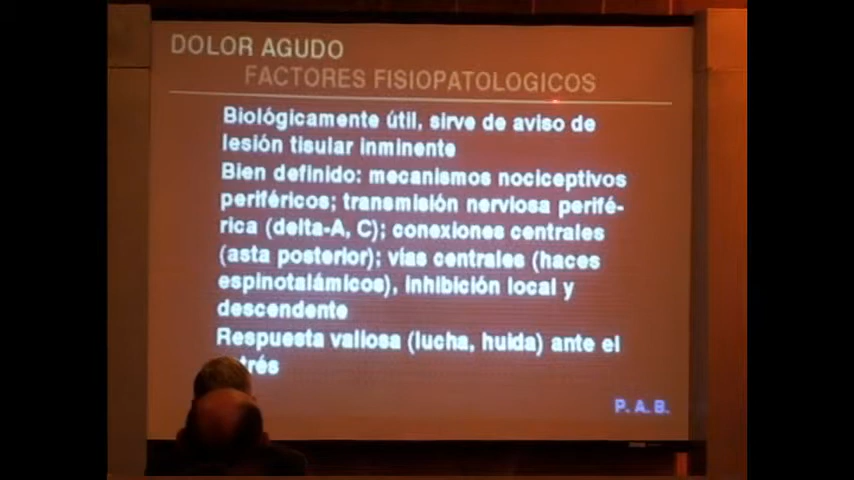 DOLOR AGUDO
FACTORES FISIOPATOLOGICOS
Biológicamente útil, sirve de aviso de
lesión tisular inminente
Bien definido: mecanismos nociceptivos
periféricos; transmisión nerviosa perifé-
rica (delta-A, C); conexiones centrales
(asta posterior); vías centrales (haces
espinotalámicos), inhibición local y
descendente
Respuesta valiosa (lucha, huida) ante el
trés
P. A. B.